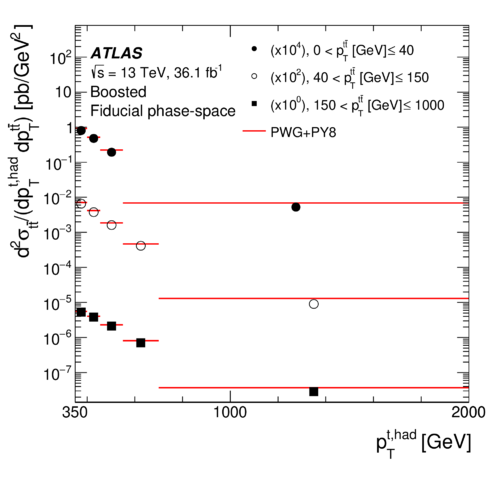 ATLAS
√s = 13 TeV, 36.1 fb⁻¹
Boosted
Fiducial phase-space
(x10⁴), 0 < p_T^{tt̄} [GeV] ≤ 40
(x10²), 40 < p_T^{tt̄} [GeV] ≤ 150
(x10⁰), 150 < p_T^{tt̄} [GeV] ≤ 1000
PWG+PY8
d²σ_{tt̄}/(dp_T^{t,had} dp_T^{tt̄}) [pb/GeV²]
10²
10
1
10⁻¹
10⁻²
10⁻³
10⁻⁴
10⁻⁵
10⁻⁶
10⁻⁷
350
1000
2000
p_T^{t,had} [GeV]